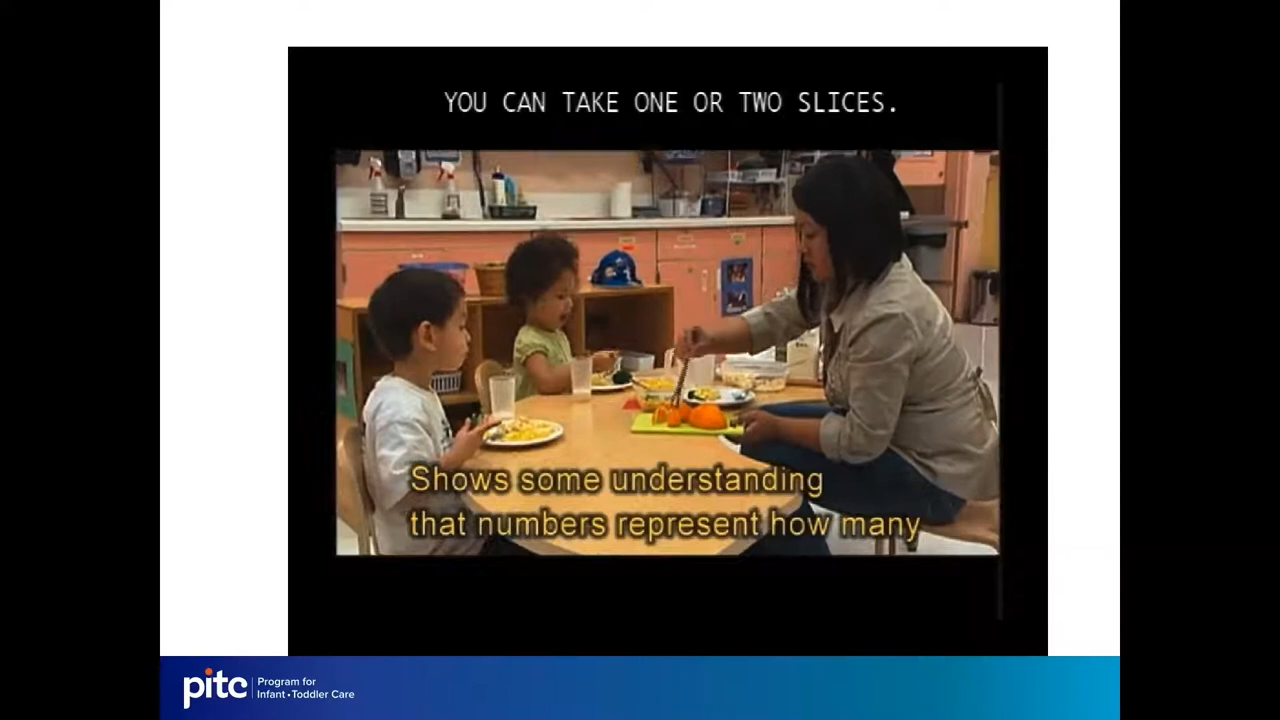 YOU CAN TAKE ONE OR TWO SLICES.
Shows some understanding
that numbers represent how many
pitc
Program for
Infant•Toddler Care